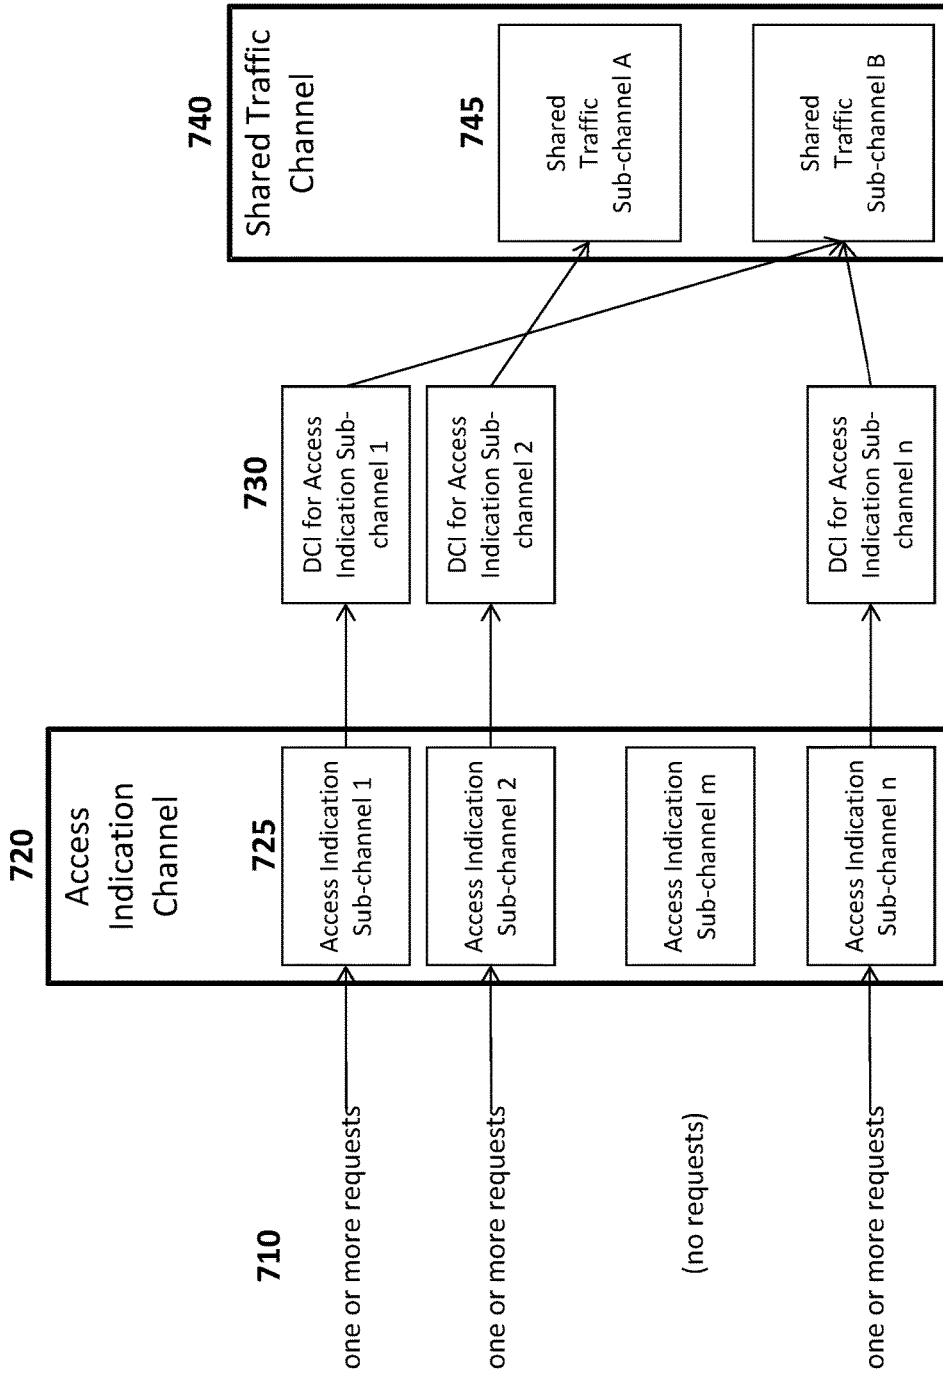 710
one or more requests
one or more requests
(no requests)
one or more requests
720
Access
Indication
Channel
725
Access Indication
Sub-channel 1
Access Indication
Sub-channel 2
Access Indication
Sub-channel m
Access Indication
Sub-channel n
730
DCI for Access
Indication Sub-
channel 1
DCI for Access
Indication Sub-
channel 2
DCI for Access
Indication Sub-
channel n
740
Shared Traffic
Channel
745
Shared
Traffic
Sub-channel A
Shared
Traffic
Sub-channel B